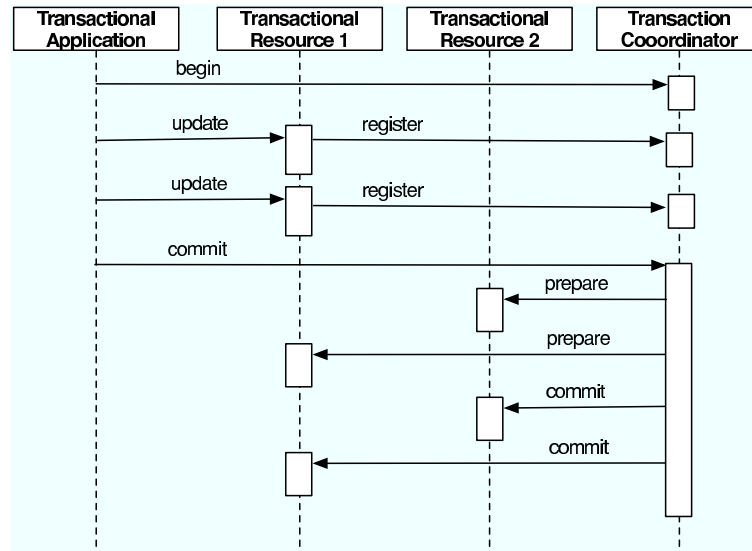 Transactional
Application
Transactional
Resource 1
Transactional
Resource 2
Transaction
Cooordinator
begin
update
register
update
register
commit
prepare
prepare
commit
commit